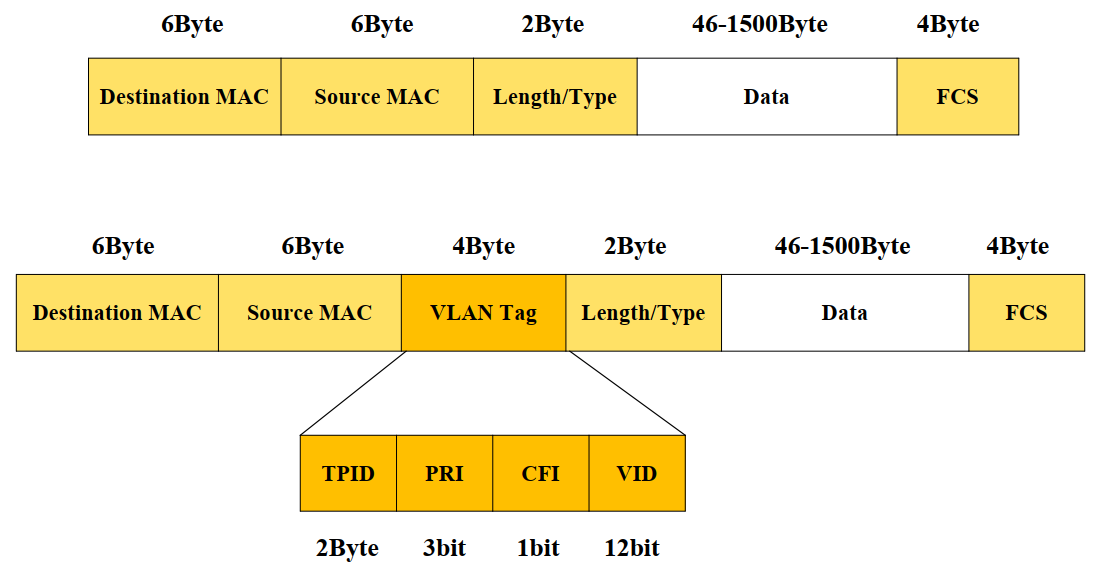 6Byte 6Byte 2Byte 46-1500Byte 4Byte
Destination MAC Source MAC Length/Type Data FCS
6Byte 6Byte 4Byte 2Byte 46-1500Byte 4Byte
Destination MAC Source MAC VLAN Tag Length/Type Data FCS
TPID PRI CFI VID
2Byte 3bit 1bit 12bit